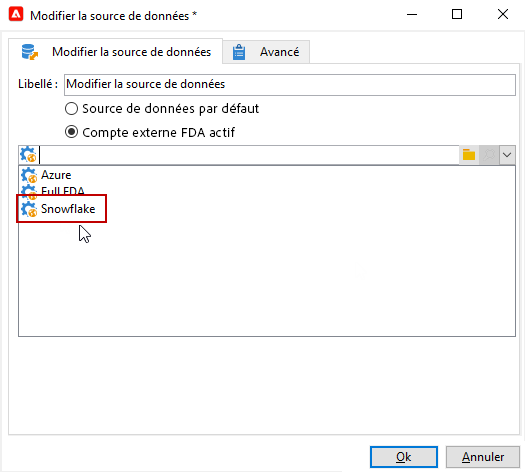 Modifier la source de données *
Modifier la source de données
Avancé
Libellé :
Modifier la source de données
Source de données par défaut
Compte externe FDA actif
Azure
Full FDA
Snowflake
Ok
Annuler